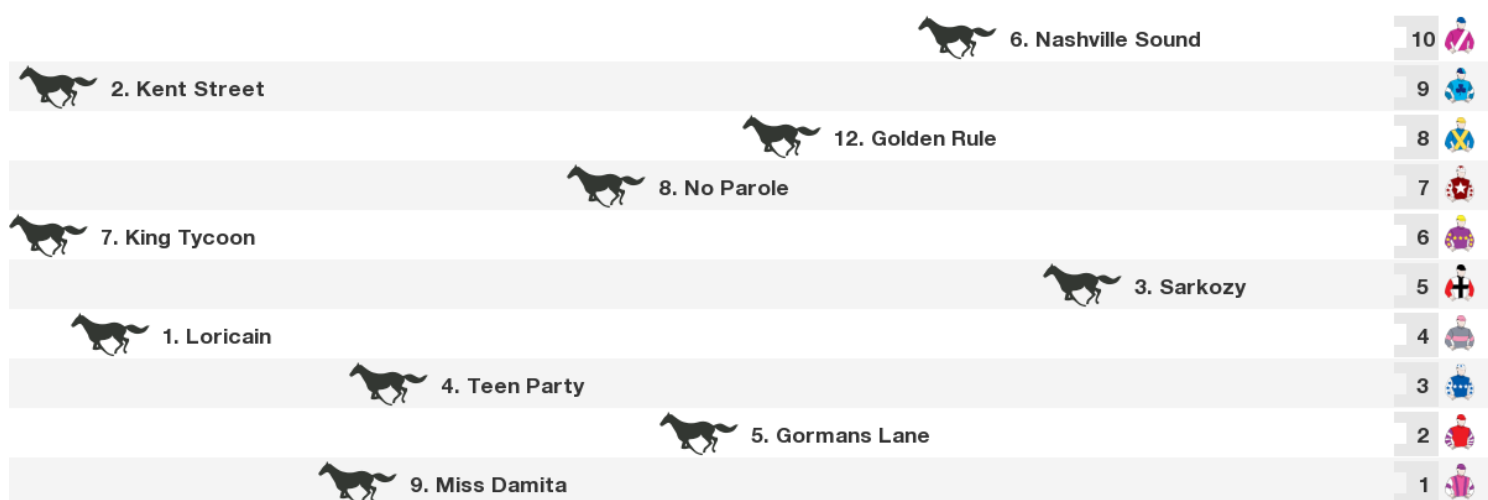 6. Nashville Sound 10
2. Kent Street 9
12. Golden Rule 8
8. No Parole 7
7. King Tycoon 6
3. Sarkozy 5
1. Loricain 4
4. Teen Party 3
5. Gormans Lane 2
9. Miss Damita 1